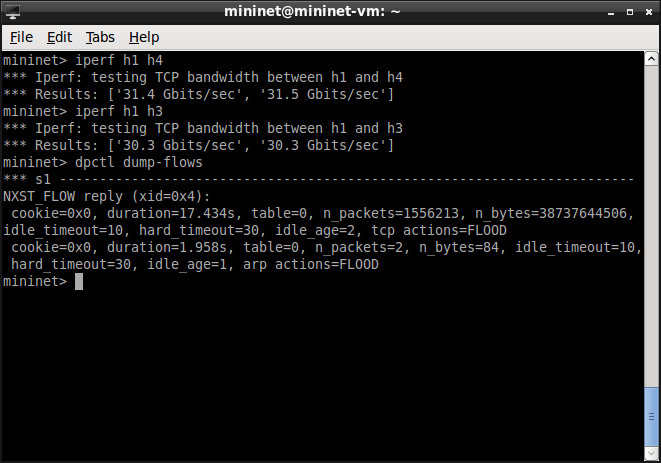 mininet@mininet-vm: ~
File Edit Tabs Help
mininet> iperf h1 h4
*** Iperf: testing TCP bandwidth between h1 and h4
*** Results: ['31.4 Gbits/sec', '31.5 Gbits/sec']
mininet> iperf h1 h3
*** Iperf: testing TCP bandwidth between h1 and h3
*** Results: ['30.3 Gbits/sec', '30.3 Gbits/sec']
mininet> dpctl dump-flows
*** s1 ------------------------------------------------------------------------
NXST_FLOW reply (xid=0x4):
 cookie=0x0, duration=17.434s, table=0, n_packets=1556213, n_bytes=38737644506,
idle_timeout=10, hard_timeout=30, idle_age=2, tcp actions=FLOOD
 cookie=0x0, duration=1.958s, table=0, n_packets=2, n_bytes=84, idle_timeout=10,
 hard_timeout=30, idle_age=1, arp actions=FLOOD
mininet>